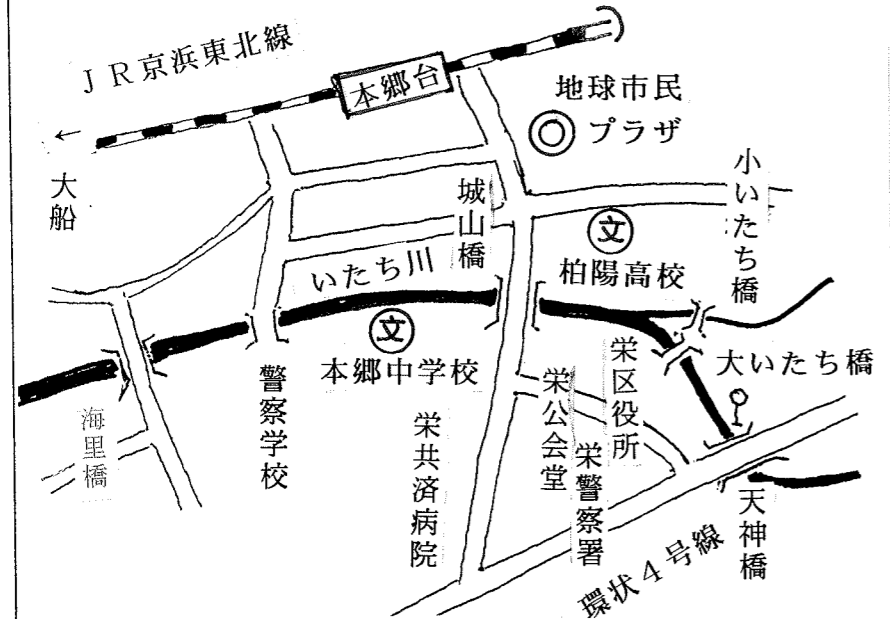 JR京浜東北線
本郷台
地球市民
プラザ
←
大船
小いたち橋
城山橋
文
柏陽高校
いたち川
文
本郷中学校
大いたち橋
海里橋
警察学校
栄共済病院
栄公会堂
栄警察署
栄区役所
天神橋
環状4号線